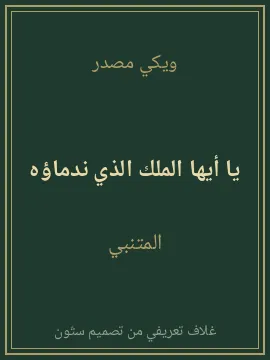 ويكي مصدر
يا أيها الملك الذي ندماؤه
المتنبي
غلاف تعريفي من تصميم سثون